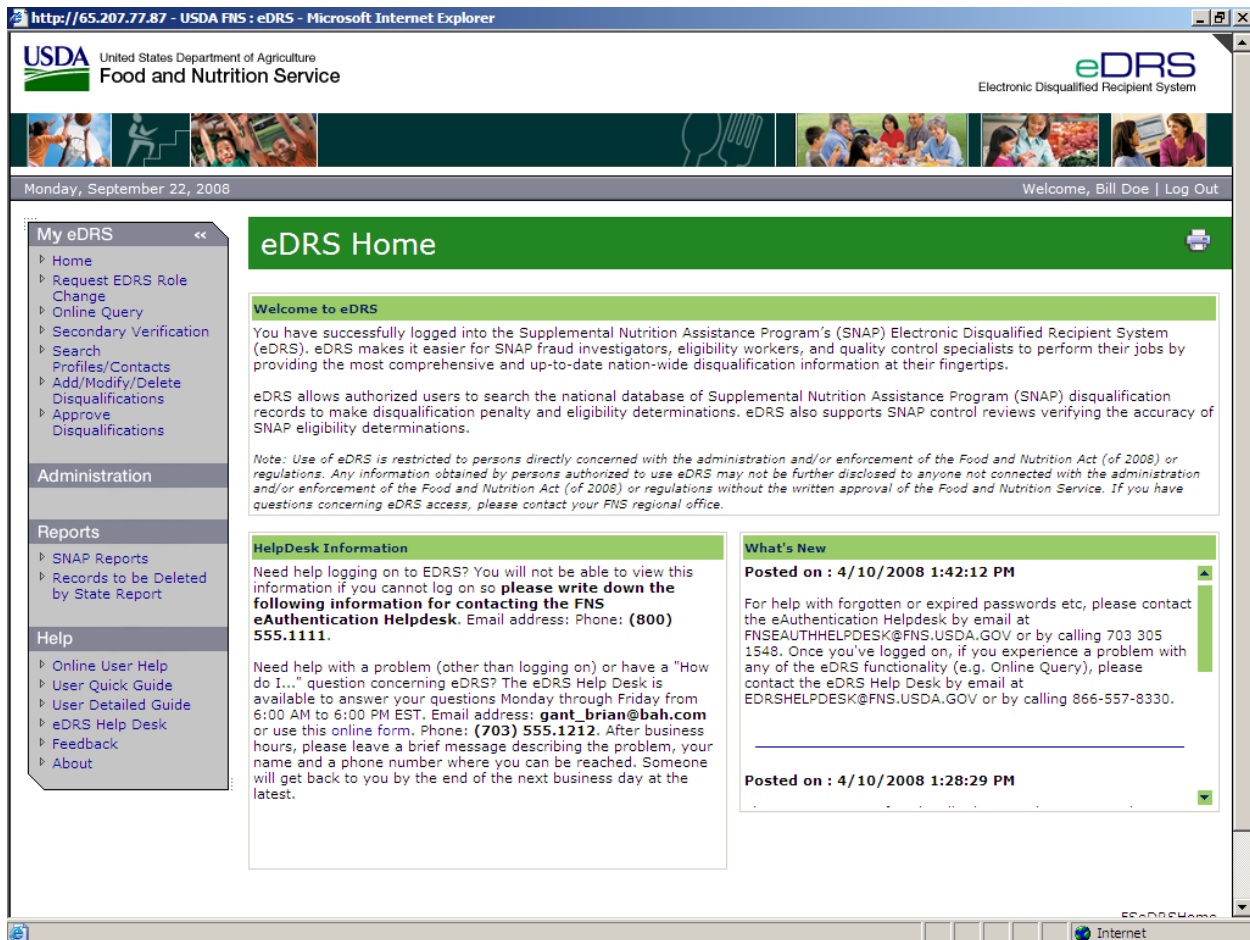 http://65.207.77.87 - USDA FNS : eDRS - Microsoft Internet Explorer
USDA
United States Department of Agriculture
Food and Nutrition Service
eDRS
Electronic Disqualified Recipient System
Monday, September 22, 2008
Welcome, Bill Doe | Log Out
My eDRS «
Home
Request EDRS Role
Change
Online Query
Secondary Verification
Search
Profiles/Contacts
Add/Modify/Delete
Disqualifications
Approve
Disqualifications
Administration
Reports
SNAP Reports
Records to be Deleted
by State Report
Help
Online User Help
User Quick Guide
User Detailed Guide
eDRS Help Desk
Feedback
About
eDRS Home
Welcome to eDRS
You have successfully logged into the Supplemental Nutrition Assistance Program's (SNAP) Electronic Disqualified Recipient System
(eDRS). eDRS makes it easier for SNAP fraud investigators, eligibility workers, and quality control specialists to perform their jobs by
providing the most comprehensive and up-to-date nation-wide disqualification information at their fingertips.
eDRS allows authorized users to search the national database of Supplemental Nutrition Assistance Program (SNAP) disqualification
records to make disqualification penalty and eligibility determinations. eDRS also supports SNAP control reviews verifying the accuracy of
SNAP eligibility determinations.
Note: Use of eDRS is restricted to persons directly concerned with the administration and/or enforcement of the Food and Nutrition Act (of 2008) or
regulations. Any information obtained by persons authorized to use eDRS may not be further disclosed to anyone not connected with the administration
and/or enforcement of the Food and Nutrition Act (of 2008) or regulations without the written approval of the Food and Nutrition Service. If you have
questions concerning eDRS access, please contact your FNS regional office.
HelpDesk Information
Need help logging on to EDRS? You will not be able to view this
information if you cannot log on so please write down the
following information for contacting the FNS
eAuthentication Helpdesk. Email address: Phone: (800)
555.1111.
Need help with a problem (other than logging on) or have a "How
do I..." question concerning eDRS? The eDRS Help Desk is
available to answer your questions Monday through Friday from
6:00 AM to 6:00 PM EST. Email address: gant_brian@bah.com
or use this online form. Phone: (703) 555.1212. After business
hours, please leave a brief message describing the problem, your
name and a phone number where you can be reached. Someone
will get back to you by the end of the next business day at the
latest.
What's New
Posted on : 4/10/2008 1:42:12 PM
For help with forgotten or expired passwords etc, please contact
the eAuthentication Helpdesk by email at
FNSEAUTHHELPDESK@FNS.USDA.GOV or by calling 703 305
1548. Once you've logged on, if you experience a problem with
any of the eDRS functionality (e.g. Online Query), please
contact the eDRS Help Desk by email at
EDRSHELPDESK@FNS.USDA.GOV or by calling 866-557-8330.
Posted on : 4/10/2008 1:28:29 PM
Internet